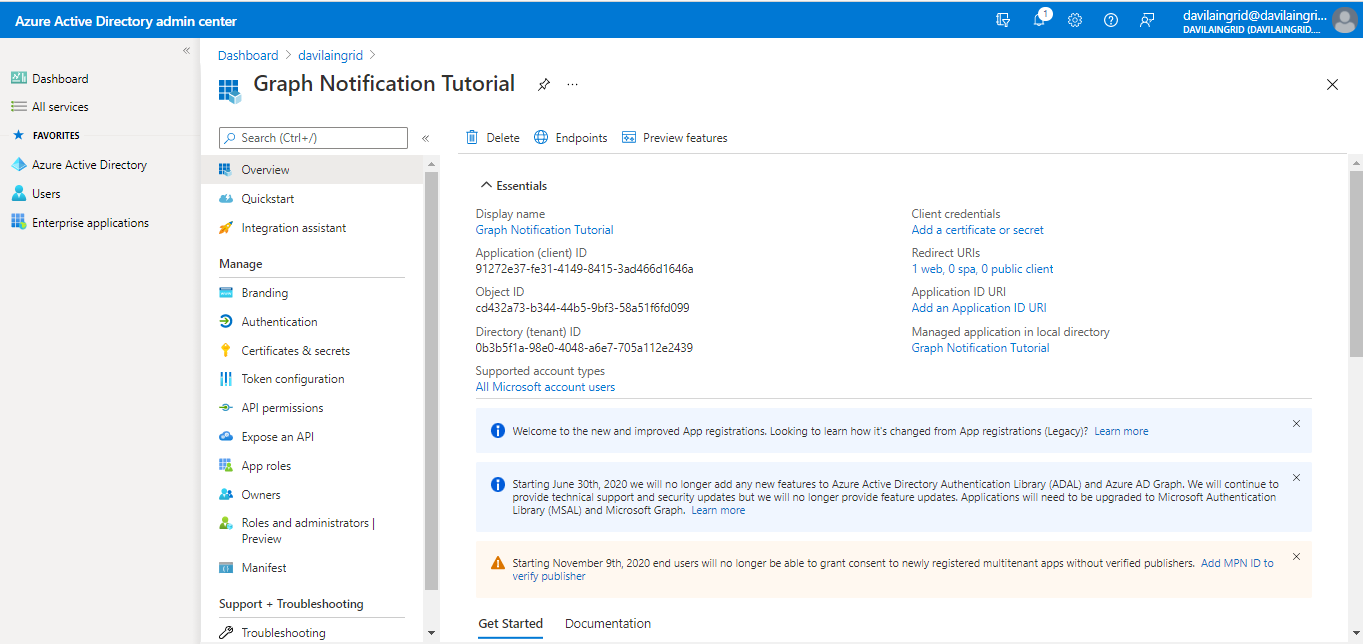 Azure Active Directory admin center
1
davilaingrid@davilaingri...
DAVILAINGRID (DAVILAINGRID....
Dashboard
All services
FAVORITES
Azure Active Directory
Users
Enterprise applications
Dashboard > davilaingrid >
Graph Notification Tutorial
Search (Ctrl+/)
Overview
Quickstart
Integration assistant
Manage
Branding
Authentication
Certificates & secrets
Token configuration
API permissions
Expose an API
App roles
Owners
Roles and administrators |
Preview
Manifest
Support + Troubleshooting
Troubleshooting
Delete
Endpoints
Preview features
Essentials
Display name
Graph Notification Tutorial
Application (client) ID
91272e37-fe31-4149-8415-3ad466d1646a
Object ID
cd432a73-b344-44b5-9bf3-58a51f6fd099
Directory (tenant) ID
0b3b5f1a-98e0-4048-a6e7-705a112e2439
Supported account types
All Microsoft account users
Client credentials
Add a certificate or secret
Redirect URIs
1 web, 0 spa, 0 public client
Application ID URI
Add an Application ID URI
Managed application in local directory
Graph Notification Tutorial
Welcome to the new and improved App registrations. Looking to learn how it's changed from App registrations (Legacy)? Learn more
Starting June 30th, 2020 we will no longer add any new features to Azure Active Directory Authentication Library (ADAL) and Azure AD Graph. We will continue to
provide technical support and security updates but we will no longer provide feature updates. Applications will need to be upgraded to Microsoft Authentication
Library (MSAL) and Microsoft Graph. Learn more
Starting November 9th, 2020 end users will no longer be able to grant consent to newly registered multitenant apps without verified publishers. Add MPN ID to
verify publisher
Get Started
Documentation